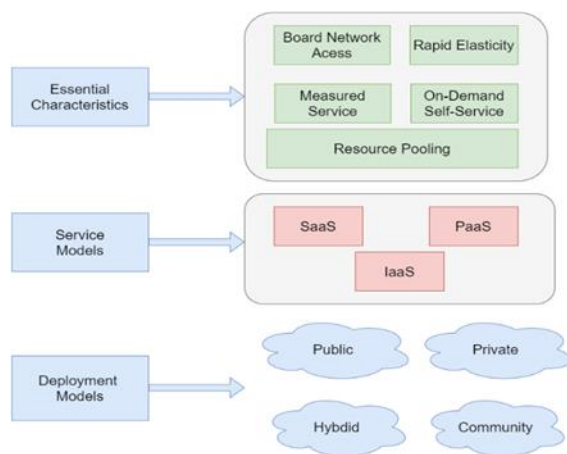 Essential
Characteristics
Board Network
Acess
Rapid Elasticity
Measured
Service
On-Demand
Self-Service
Resource Pooling
Service
Models
SaaS
PaaS
IaaS
Deployment
Models
Public
Private
Hybdid
Community